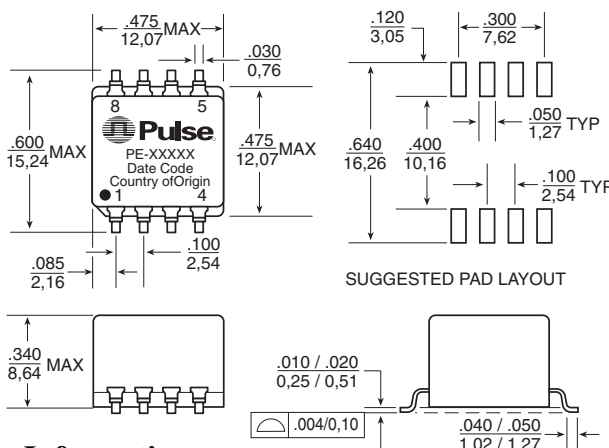 .475
12,07 MAX
.030
0,76
.120
3,05
.300
7,62
8 5
Pulse
PE-XXXXX
Date Code
Country ofOrigin
1 4
.600
15,24 MAX
.475
12,07 MAX
.640
16,26
.400
10,16
.050
1,27 TYP
.100
2,54 TYP
.085
2,16
.100
2,54
SUGGESTED PAD LAYOUT
.340
8,64 MAX
.010 / .020
0,25 / 0,51
.004/0,10
.040 / .050
1,02 / 1,27